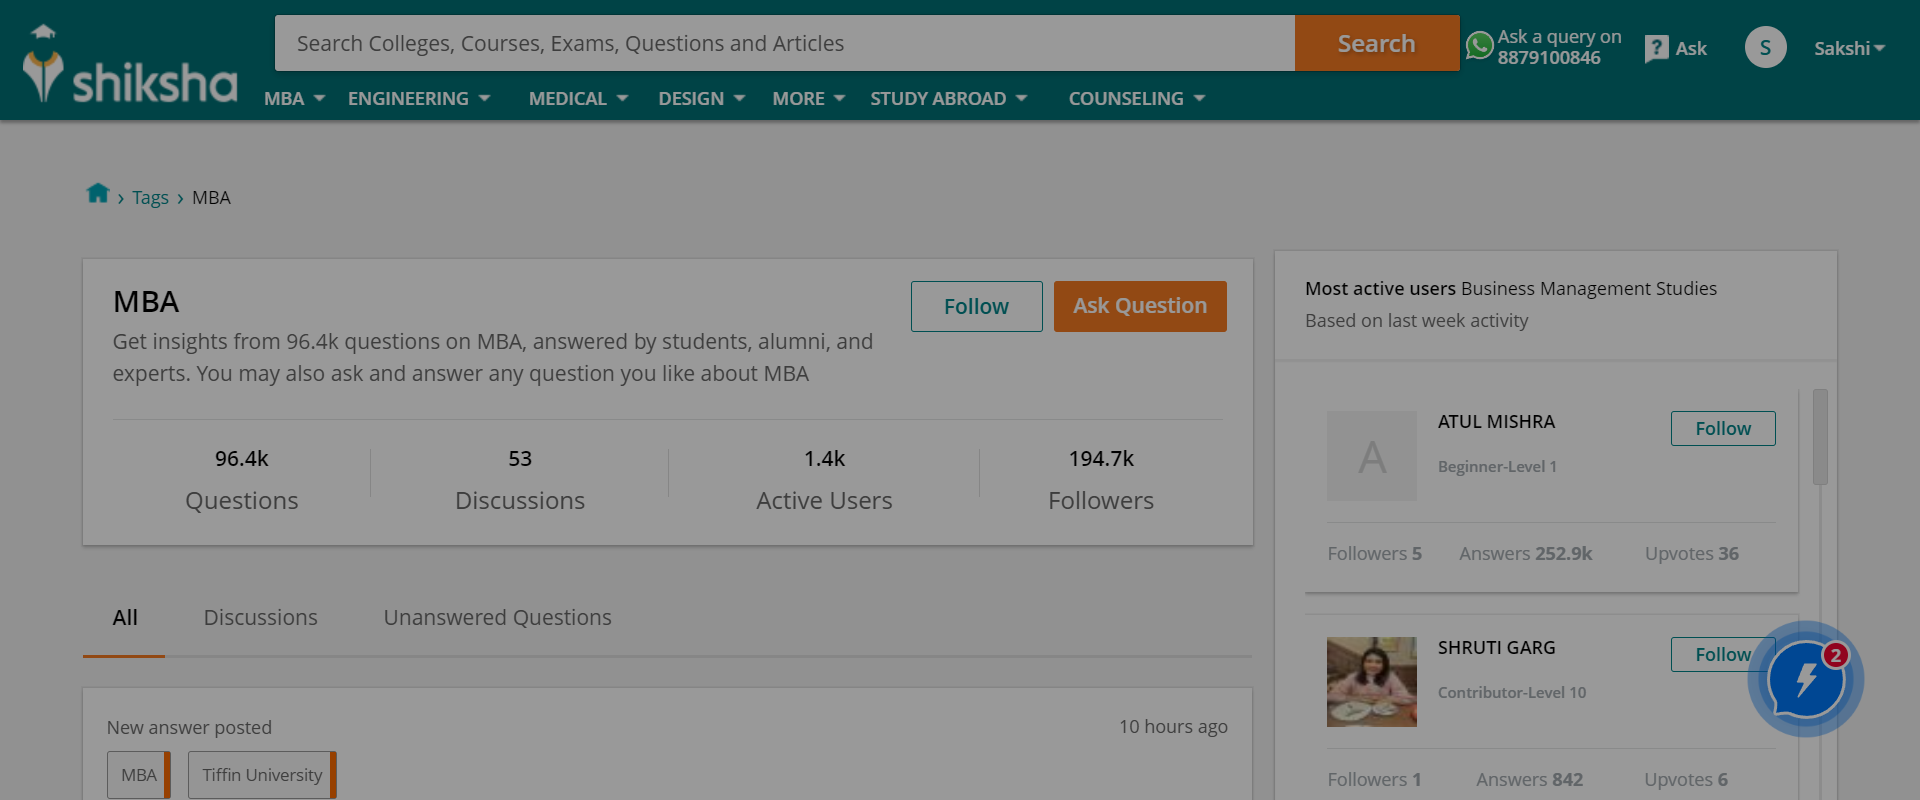 shiksha
Search Colleges, Courses, Exams, Questions and Articles
Search
Ask a query on
8879100846
? Ask
S
Sakshi
MBA
ENGINEERING
MEDICAL
DESIGN
MORE
STUDY ABROAD
COUNSELING
› Tags › MBA
MBA
Follow
Ask Question
Get insights from 96.4k questions on MBA, answered by students, alumni, and
experts. You may also ask and answer any question you like about MBA
96.4k
Questions
53
Discussions
1.4k
Active Users
194.7k
Followers
All
Discussions
Unanswered Questions
New answer posted
10 hours ago
MBA
Tiffin University
Most active users Business Management Studies
Based on last week activity
A
ATUL MISHRA
Follow
Beginner-Level 1
Followers 5
Answers 252.9k
Upvotes 36
SHRUTI GARG
Follow
2
Contributor-Level 10
Followers 1
Answers 842
Upvotes 6